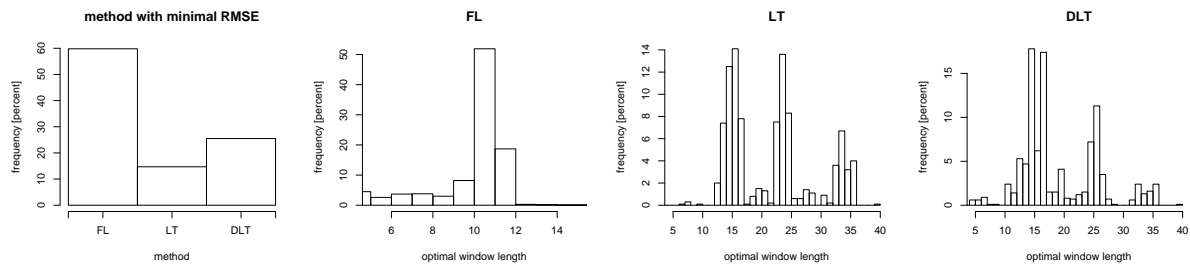 method with minimal RMSE
frequency [percent]
0 10 20 30 40 50 60
FL LT DLT
method
FL
frequency [percent]
0 10 20 30 40 50
6 8 10 12 14
optimal window length
LT
frequency [percent]
0 2 4 6 8 10 12 14
5 10 15 20 25 30 35 40
optimal window length
DLT
frequency [percent]
0 5 10 15
5 10 15 20 25 30 35 40
optimal window length